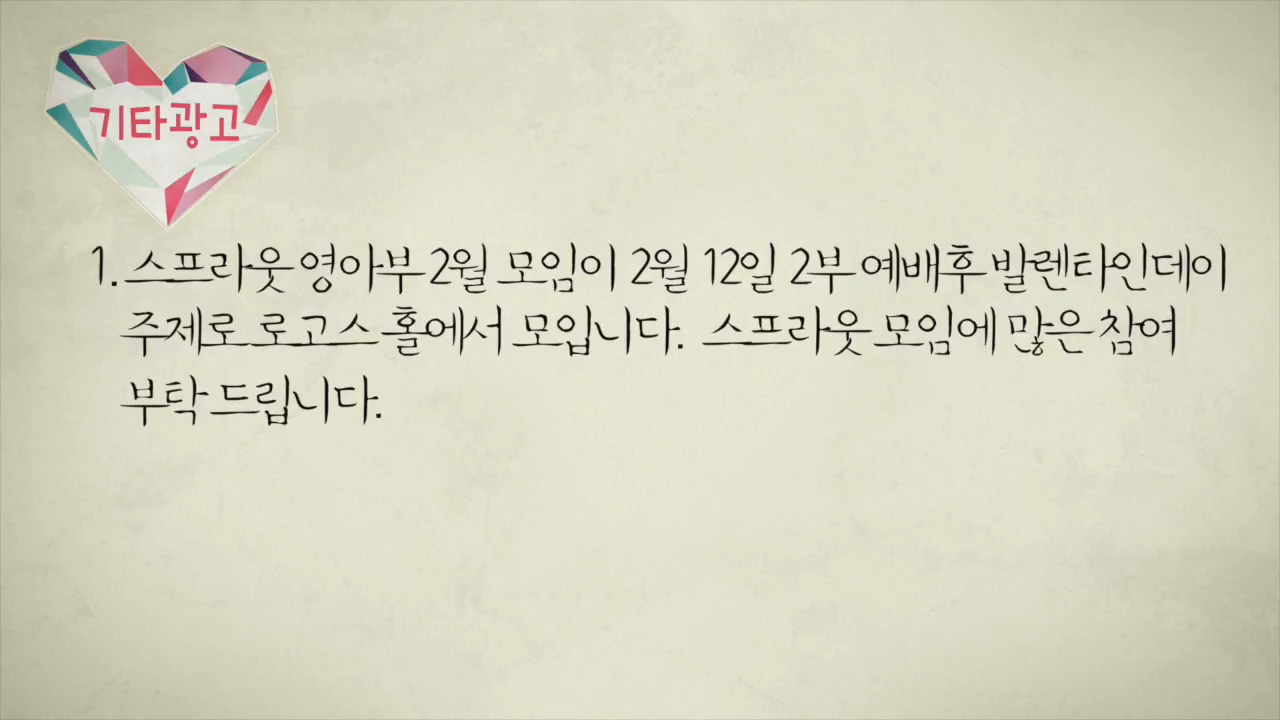 기타광고
1. 스프라웃 영아부 2월 모임이 2월 12일 2부 예배후 발렌타인데이
주제로 로고스 홀에서 모입니다. 스프라웃 모임에 많은 참여
부탁 드립니다.